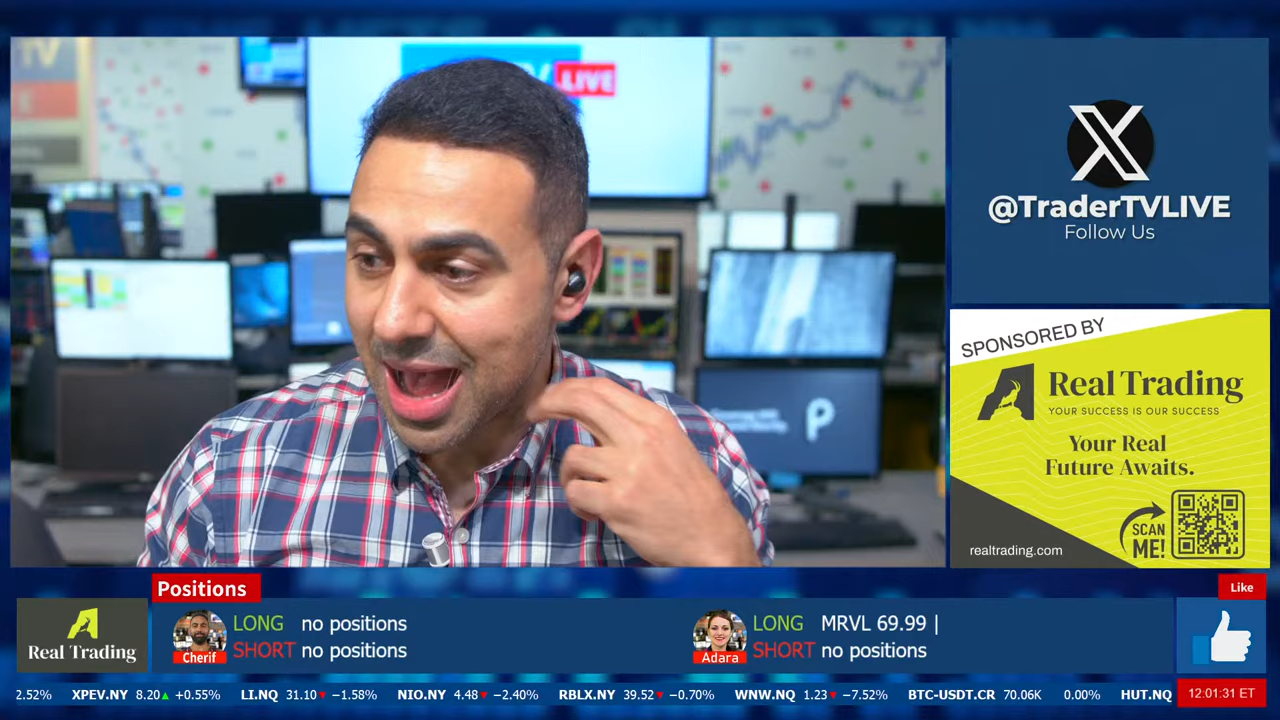 TV
.LIVE
@TraderTVLIVE
Follow Us
SPONSORED BY
Real Trading
YOUR SUCCESS IS OUR SUCCESS
Your Real
Future Awaits.
SCAN
ME!
realtrading.com
Positions
Like
Real Trading
Cherif
LONG no positions
SHORT no positions
Adara
LONG MRVL 69.99 |
SHORT no positions
2.52% XPEV.NY 8.20▲ +0.55% LI.NQ 31.10▼ −1.58% NIO.NY 4.48▼ −2.40% RBLX.NY 39.52▼ −0.70% WNW.NQ 1.23▼ −7.52% BTC-USDT.CR 70.06K 0.00% HUT.NQ
12:01:31 ET